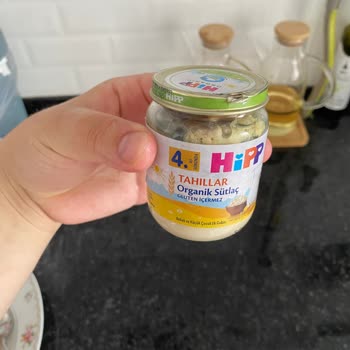 HiPP
4.
HiPP
TAHILLAR
Organik Sütlaç
GLUTEN İÇERMEZ